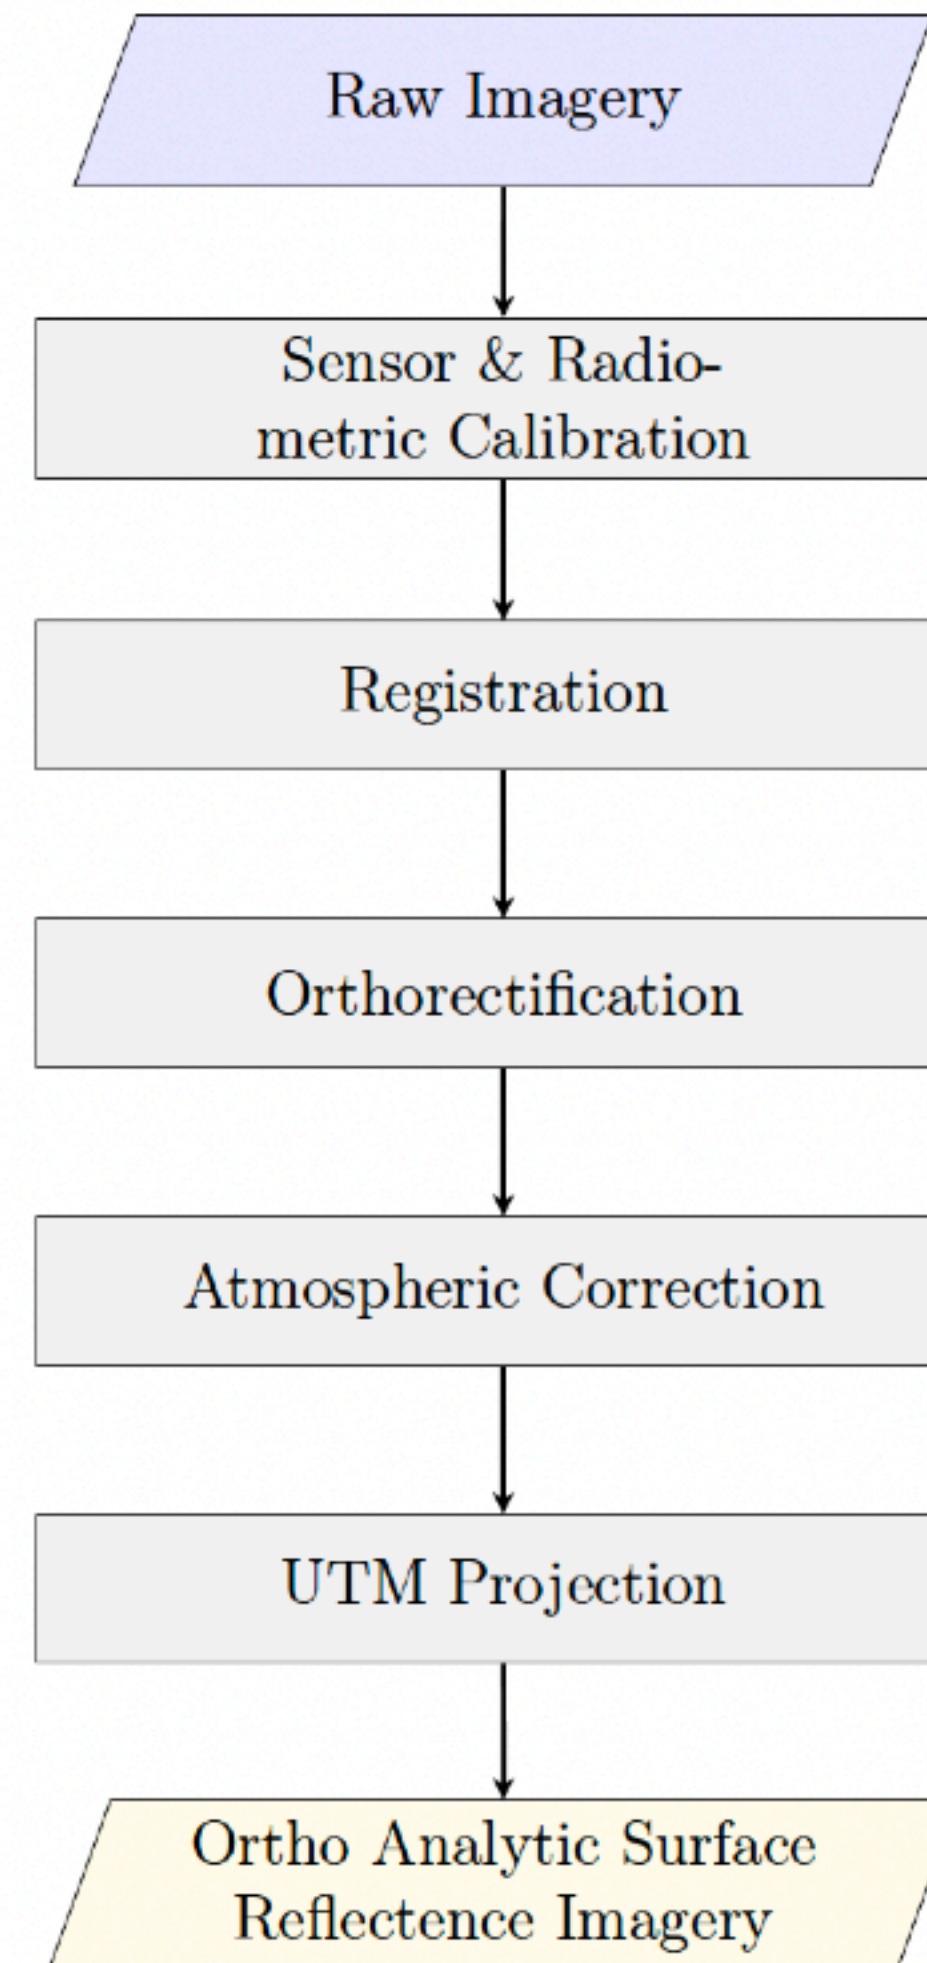 Raw Imagery
Sensor & Radio-
metric Calibration
Registration
Orthorectification
Atmospheric Correction
UTM Projection
Ortho Analytic Surface
Reflectence Imagery